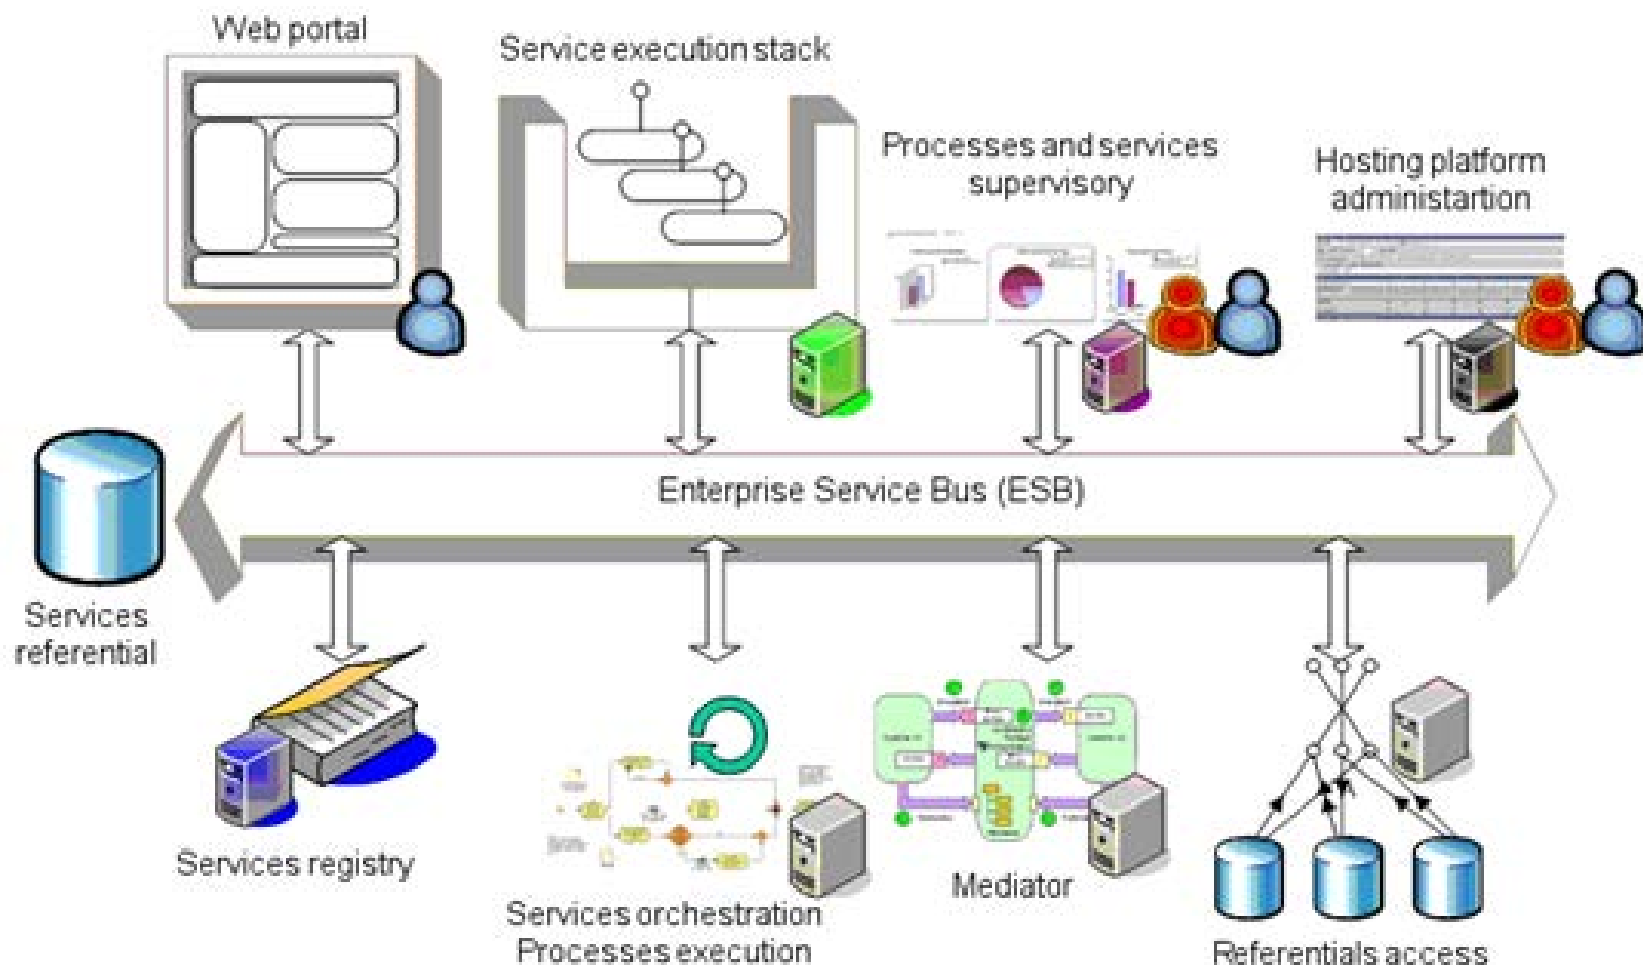 Web portal
Service execution stack
Processes and services
supervisory
Hosting platform
administartion
Enterprise Service Bus (ESB)
Services
referential
Services registry
Services orchestration
Processes execution
Mediator
Referentials access